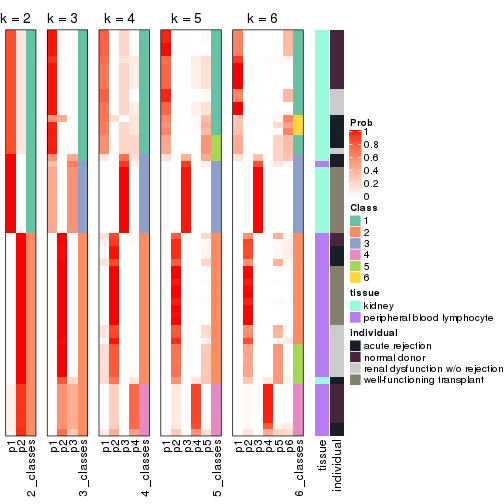 k = 2
k = 3
k = 4
k = 5
k = 6
p1
p2
2_classes
p1
p2
p3
3_classes
p1
p2
p3
p4
4_classes
p1
p2
p3
p4
p5
5_classes
p1
p2
p3
p4
p5
p6
6_classes
tissue
individual
Prob
1
0.8
0.6
0.4
0.2
0
Class
1
2
3
4
5
6
tissue
kidney
peripheral blood lymphocyte
individual
acute rejection
normal donor
renal dysfunction w/o rejection
well-functioning transplant